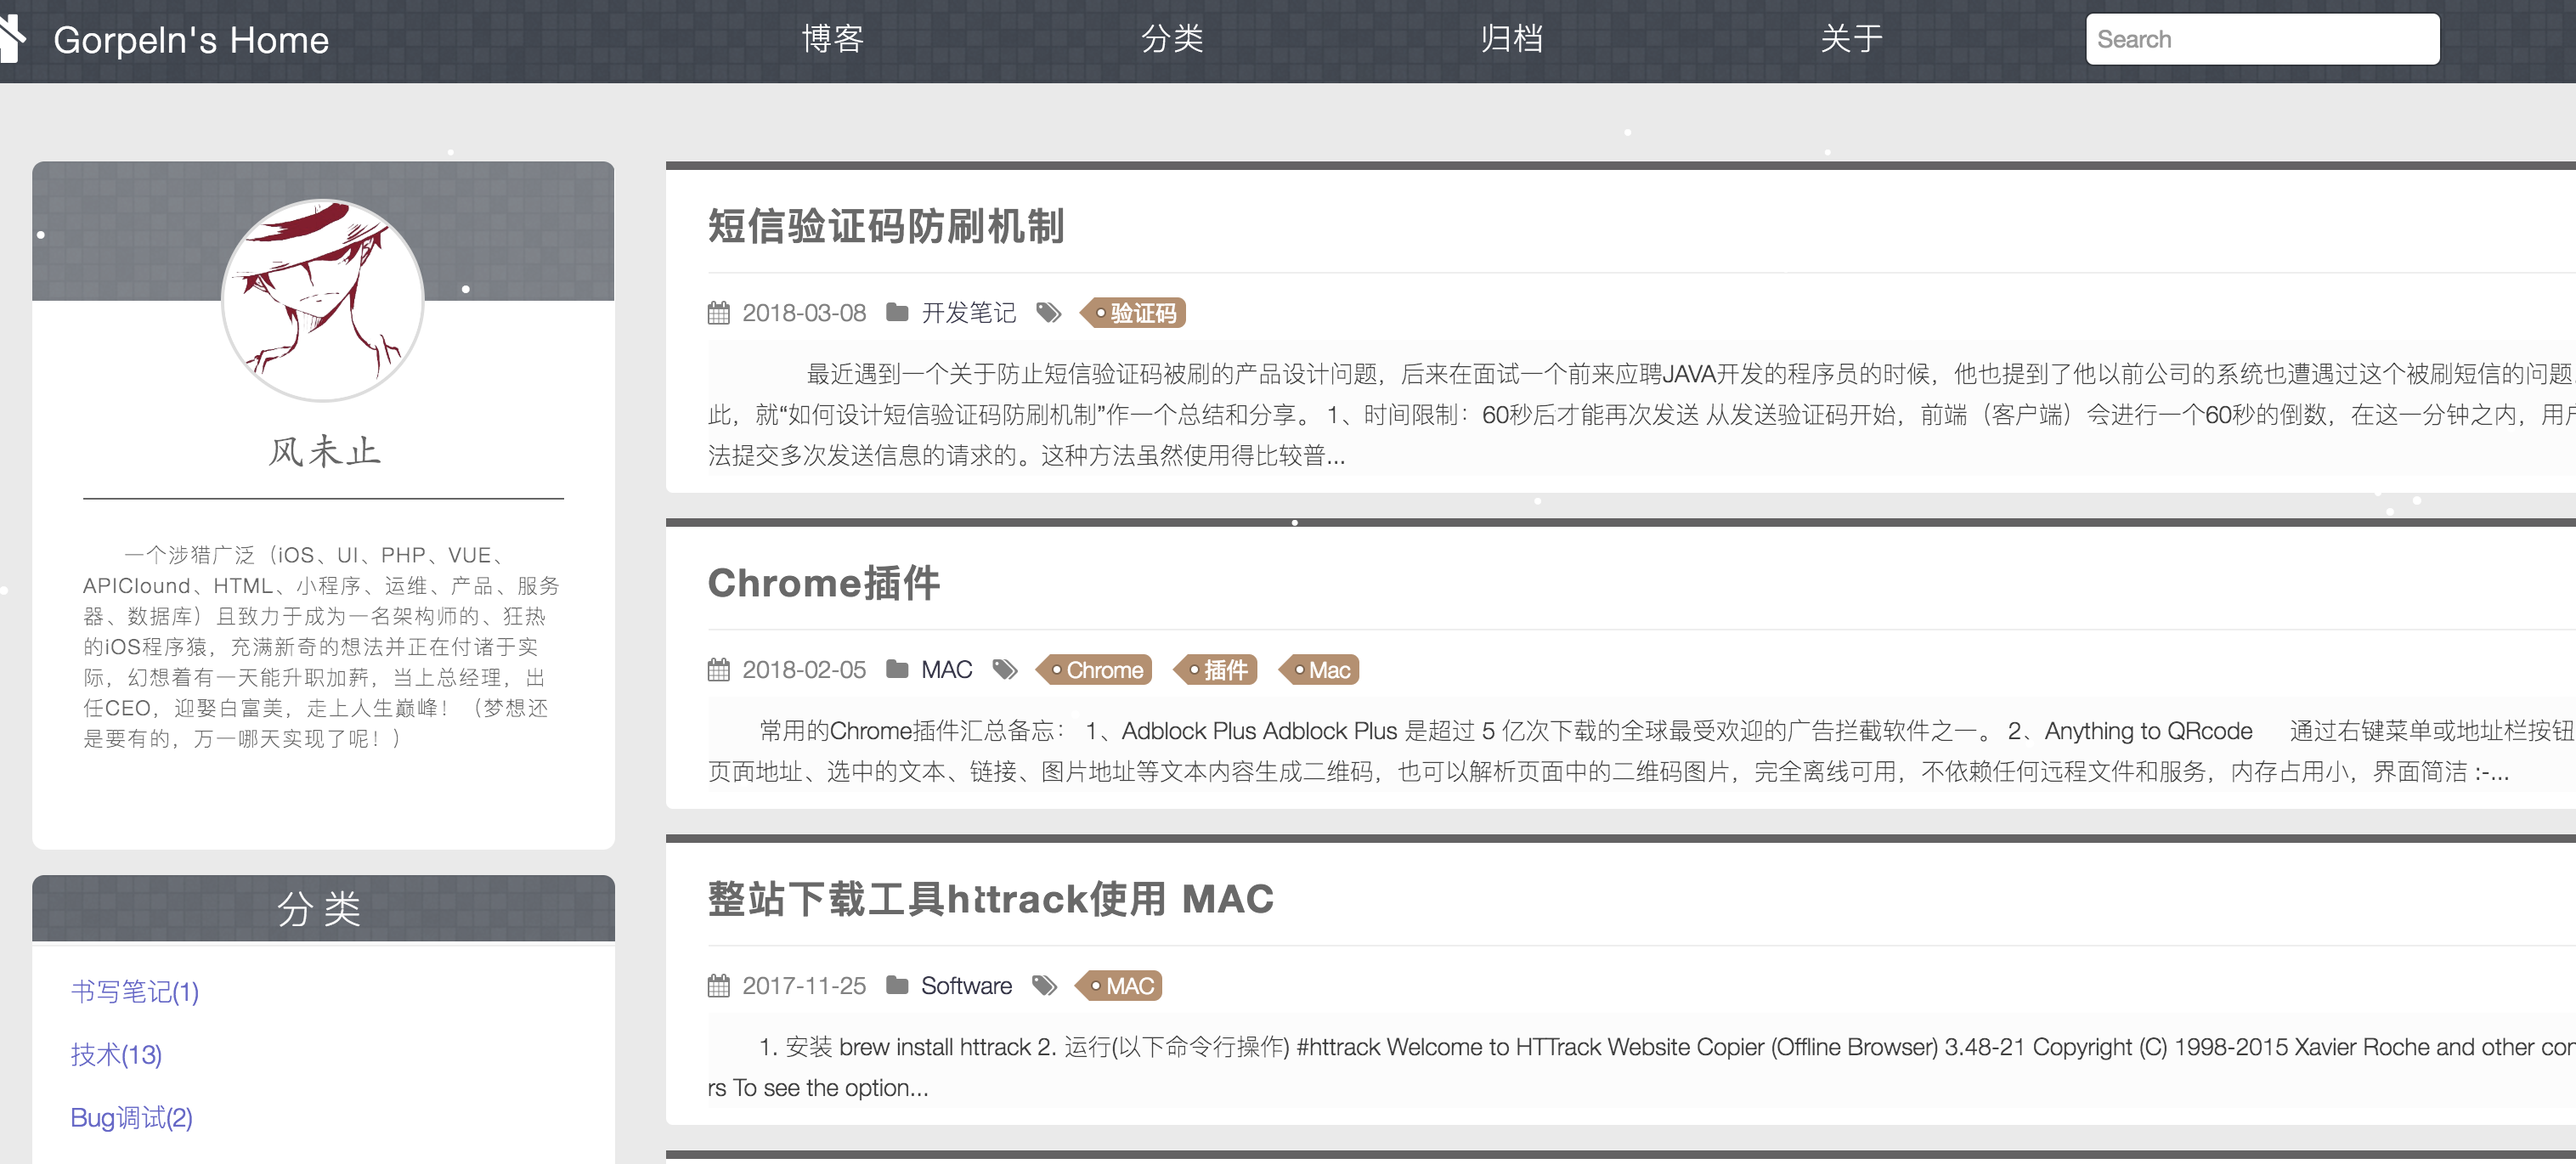 Gorpeln's Home
博客
分类
归档
关于
Search
风未止
一个涉猎广泛（iOS、UI、PHP、VUE、
APIClound、HTML、小程序、运维、产品、服务
器、数据库）且致力于成为一名架构师的、狂热
的iOS程序猿，充满新奇的想法并正在付诸于实
际，幻想着有一天能升职加薪，当上总经理，出
任CEO，迎娶白富美，走上人生巅峰！（梦想还
是要有的，万一哪天实现了呢！）
分类
书写笔记(1)
技术(13)
Bug调试(2)
短信验证码防刷机制
2018-03-08 开发笔记 验证码
最近遇到一个关于防止短信验证码被刷的产品设计问题，后来在面试一个前来应聘JAVA开发的程序员的时候，他也提到了他以前公司的系统也遭遇过这个被刷短信的问题
此，就“如何设计短信验证码防刷机制”作一个总结和分享。 1、时间限制：60秒后才能再次发送 从发送验证码开始，前端（客户端）会进行一个60秒的倒数，在这一分钟之内，用户
法提交多次发送信息的请求的。这种方法虽然使用得比较普...
Chrome插件
2018-02-05 MAC Chrome 插件 Mac
常用的Chrome插件汇总备忘： 1、Adblock Plus Adblock Plus 是超过 5 亿次下载的全球最受欢迎的广告拦截软件之一。 2、Anything to QRcode 通过右键菜单或地址栏按钮
页面地址、选中的文本、链接、图片地址等文本内容生成二维码，也可以解析页面中的二维码图片，完全离线可用，不依赖任何远程文件和服务，内存占用小，界面简洁 :-...
整站下载工具httrack使用 MAC
2017-11-25 Software MAC
1. 安装 brew install httrack 2. 运行(以下命令行操作) #httrack Welcome to HTTrack Website Copier (Offline Browser) 3.48-21 Copyright (C) 1998-2015 Xavier Roche and other con
rs To see the option...